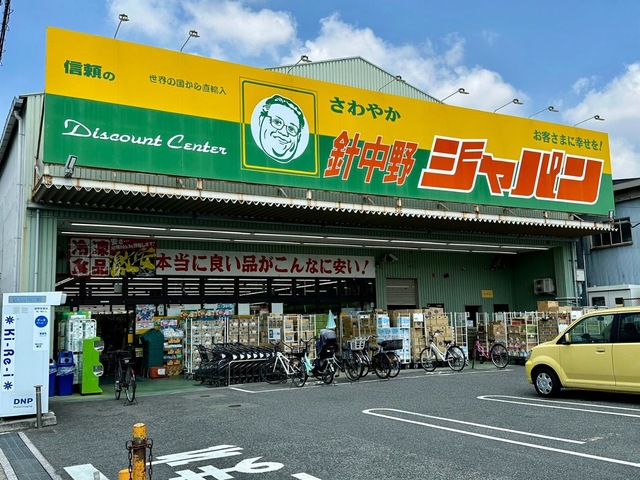 信頼の
世界の国から直輸入
さわやか
お客さまに幸せを!
Discount Center
針中野
ジャパン
冷凍
食品
本当に良い品がこんなに安い!
Ki-Re-i
DNP